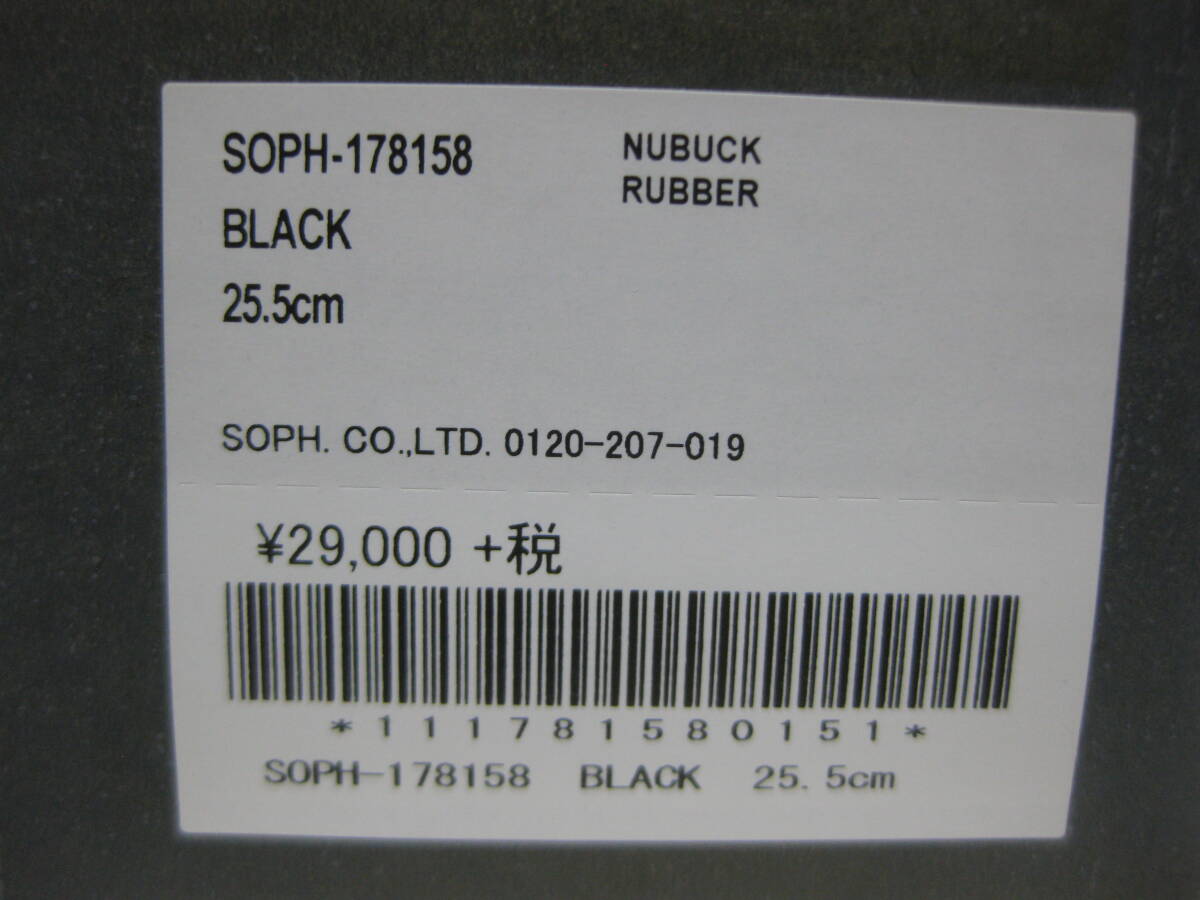 SOPH-178158
NUBUCK
BLACK
RUBBER
25.5cm
SOPH. CO.,LTD. 0120-207-019
¥29,000 +税
*111781580151*
SOPH-178158 BLACK 25.5cm